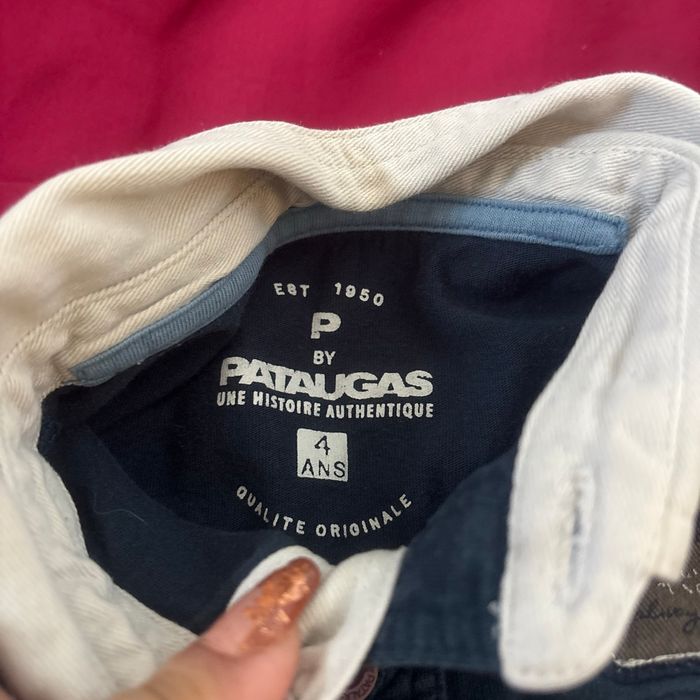 EST 1950
P
BY
PATAUGAS
UNE HISTOIRE AUTHENTIQUE
4
ANS
QUALITE ORIGINALE